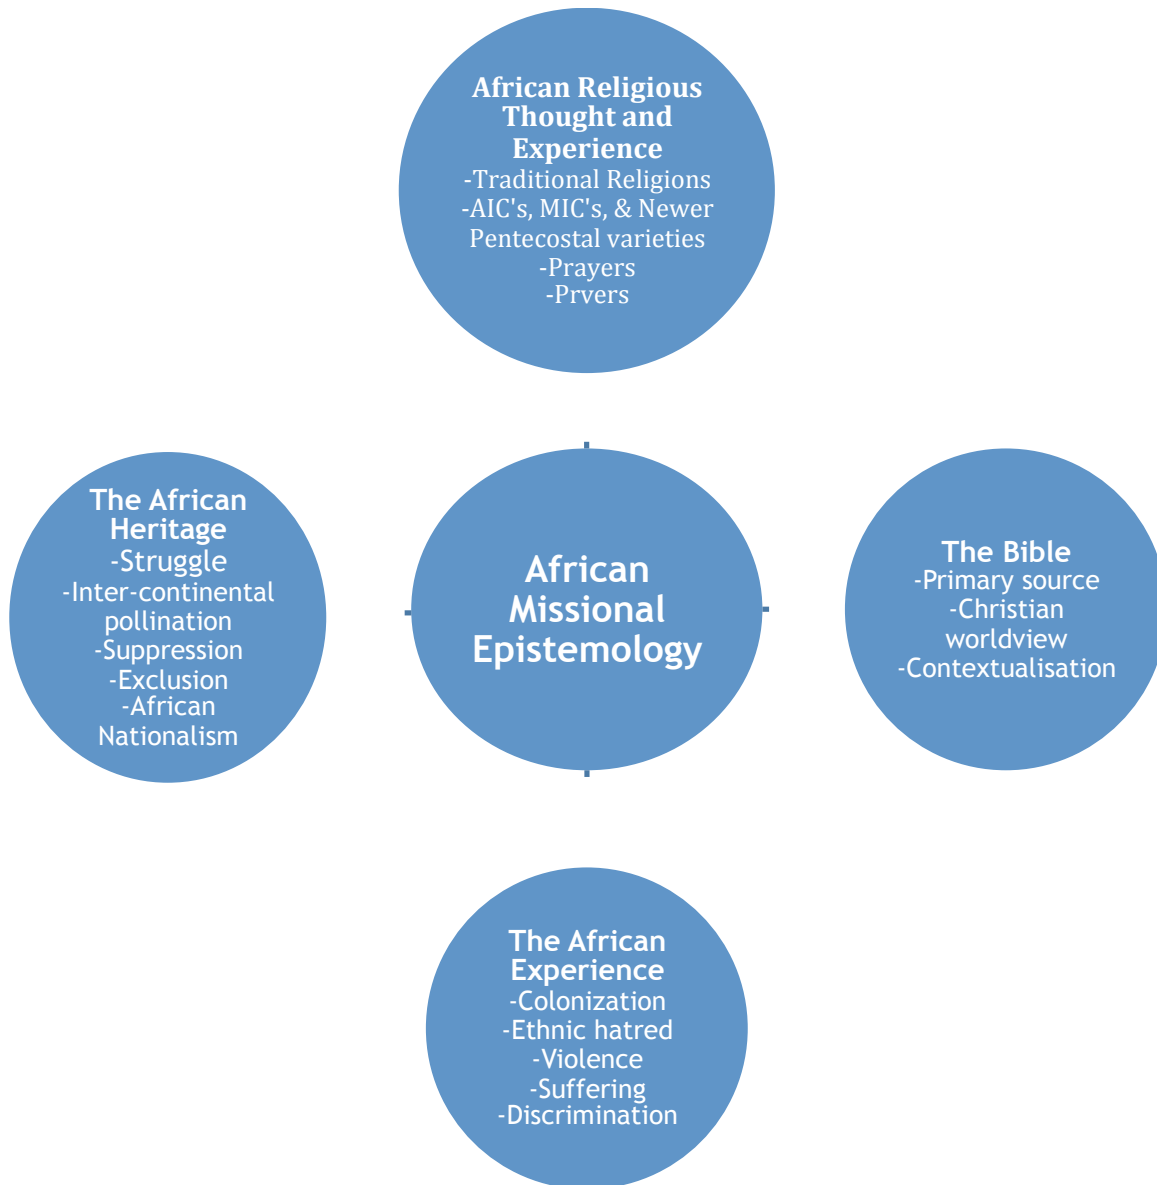 African Religious
Thought and
Experience
-Traditional Religions
-AIC's, MIC's, & Newer
Pentecostal varieties
-Prayers
-Prvers
The African
Heritage
-Struggle
-Inter-continental
pollination
-Suppression
-Exclusion
-African
Nationalism
African
Missional
Epistemology
The Bible
-Primary source
-Christian
worldview
-Contextualisation
The African
Experience
-Colonization
-Ethnic hatred
-Violence
-Suffering
-Discrimination